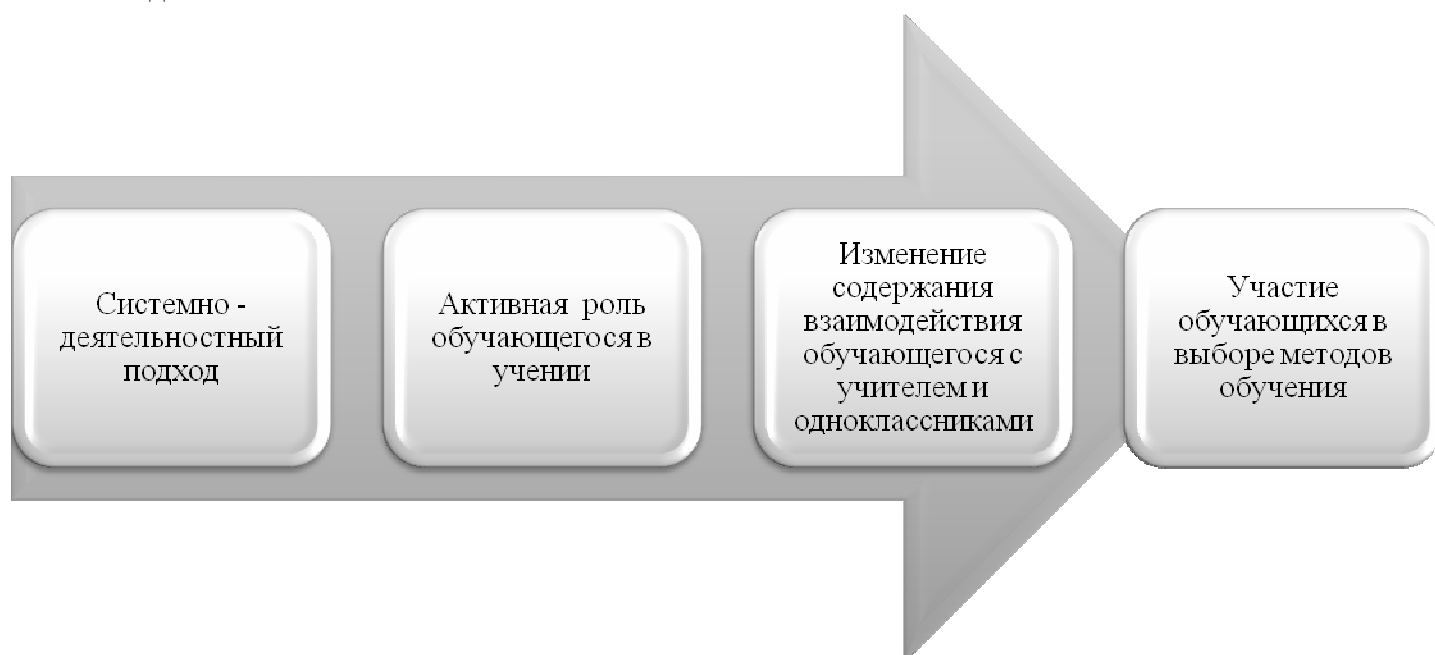 Системно -
деятельностный
подход
Активная роль
обучающегося в
учении
Изменение
содержания
взаимодействия
обучающегося с
учителем и
одноклассниками
Участие
обучающихся в
выборе методов
обучения